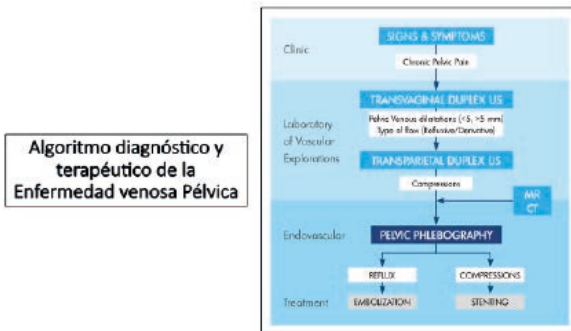 Algoritmo diagnóstico y
terapéutico de la
Enfermedad venosa Pélvica
SIGNS & SYMPTOMS
Clinic
Chronic Pelvic Pain
TRANSVAGINAL DUPLEX US
Pelvic Venous dilatations (<5, >5 mm)
Type of flow (Refluxive/Derivative)
Laboratory
of Vascular
Explorations
TRANSPARIETAL DUPLEX US
Compressions
MR
CT
Endovascular
PELVIC PHLEBOGRAPHY
REFLUX
COMPRESSIONS
Treatment
EMBOLIZATION
STENTING